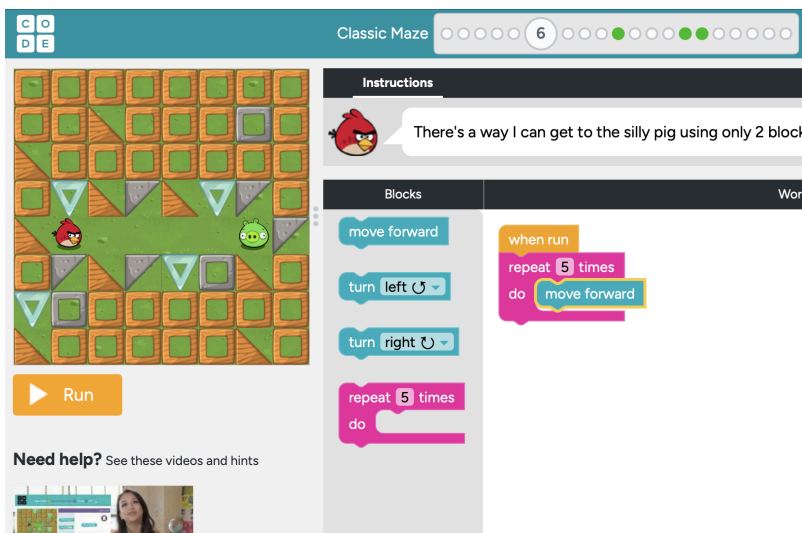 C O
D E
Classic Maze
6
Instructions
There's a way I can get to the silly pig using only 2 block
Blocks
Wor
move forward
when run
repeat 5 times
turn left ↺
do move forward
turn right ↻
repeat 5 times
do
Run
Need help? See these videos and hints